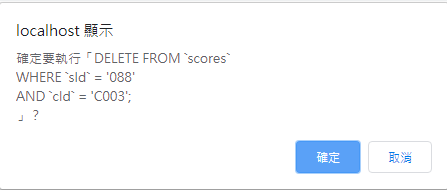 localhost 顯示
確定要執行「DELETE FROM `scores`
WHERE `sId` = '088'
AND `cId` = 'C003';
」？
確定
取消